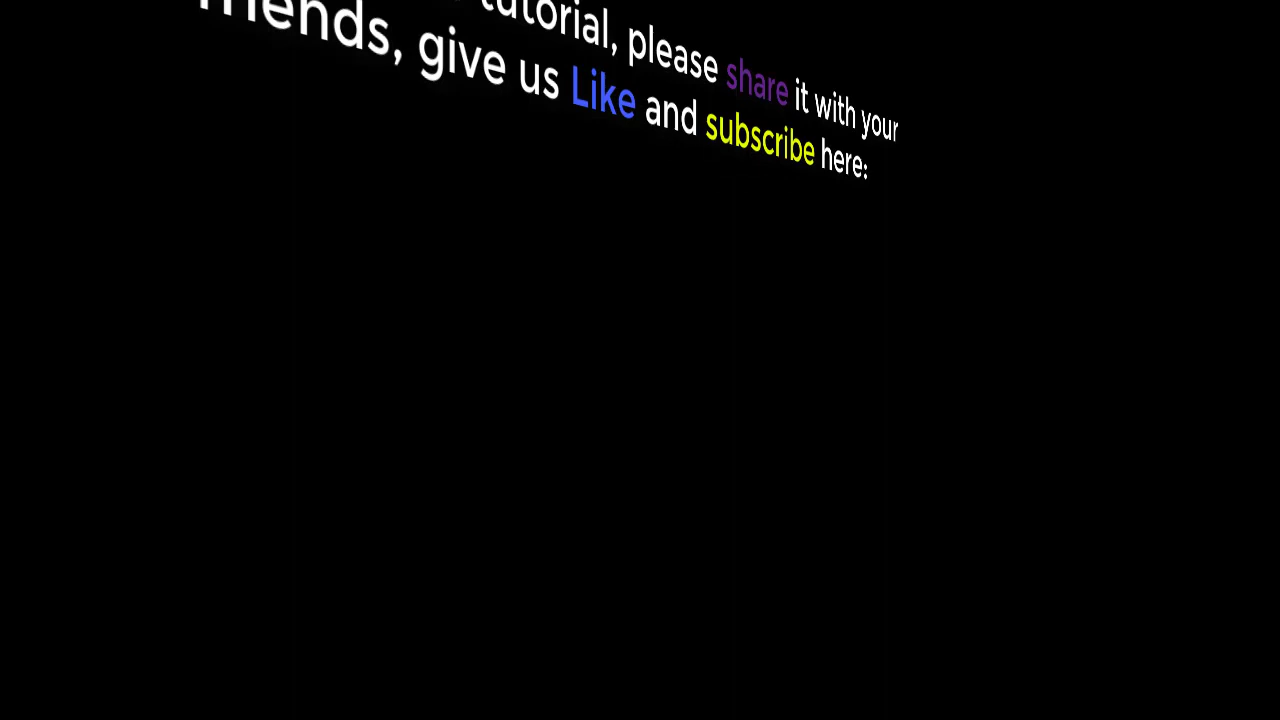 tutorial, please share it with your
friends, give us Like and subscribe here: